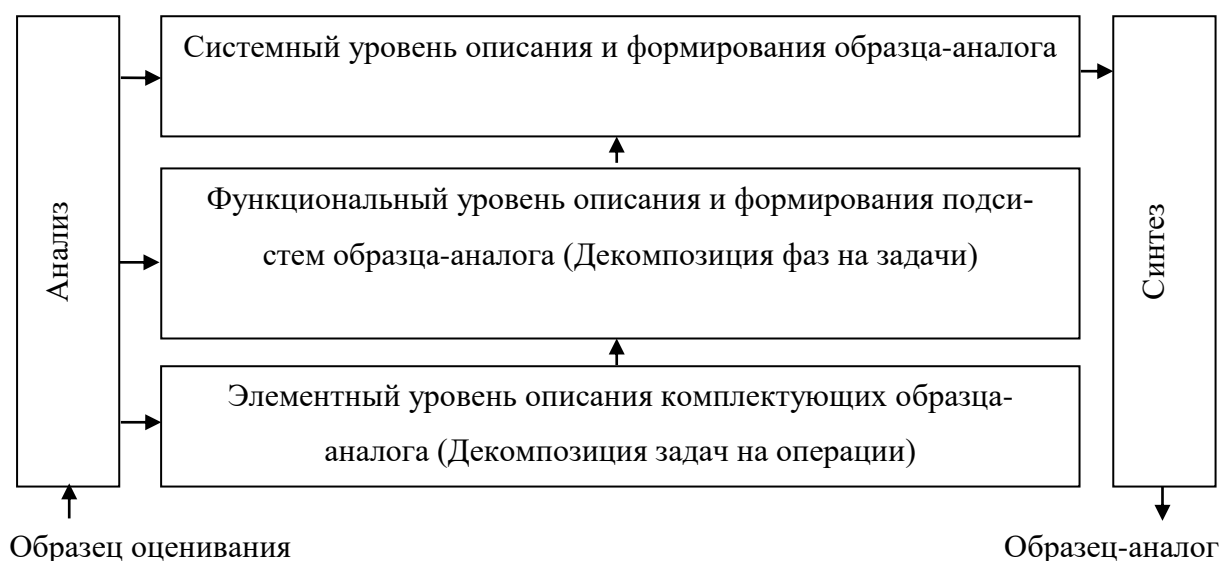 Системный уровень описания и формирования образца-аналога
Анализ
Функциональный уровень описания и формирования подси-
стем образца-аналога (Декомпозиция фаз на задачи)
Синтез
Элементный уровень описания комплектующих образца-
аналога (Декомпозиция задач на операции)
Образец оценивания
Образец-аналог